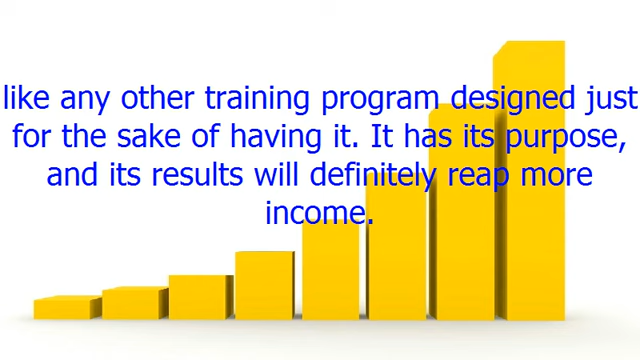 like any other training program designed just
for the sake of having it. It has its purpose,
and its results will definitely reap more
income.